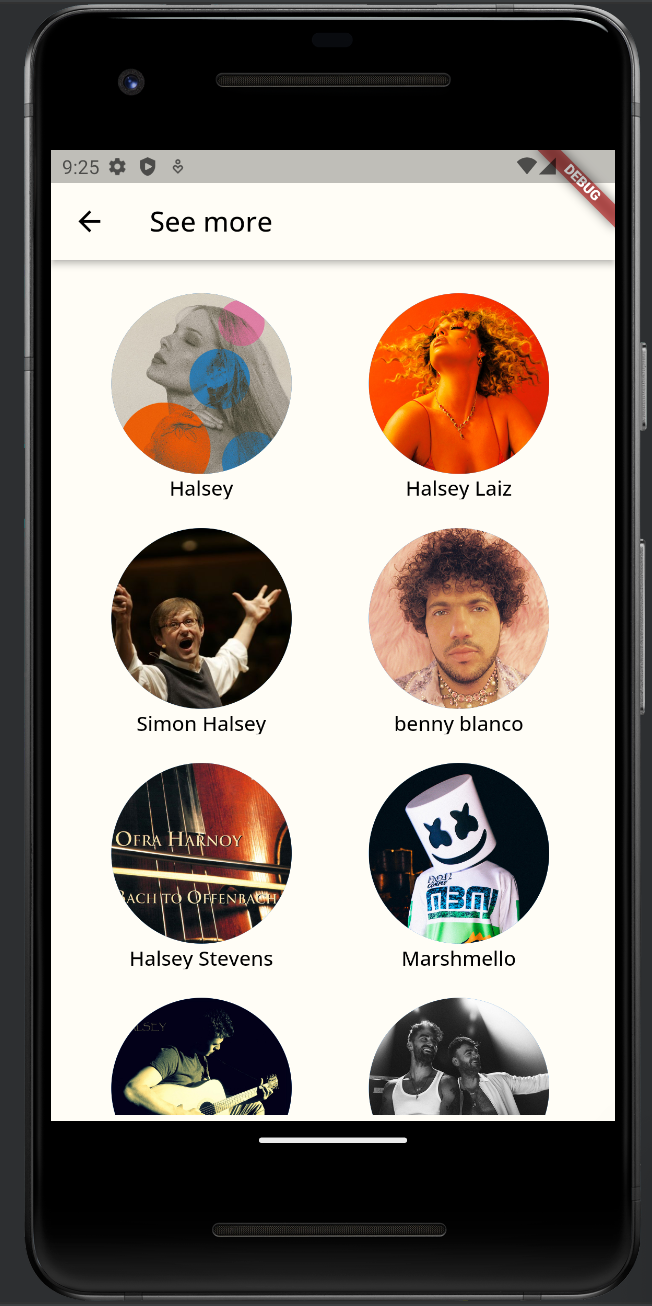 9:25
DEBUG
See more
Halsey
Halsey Laiz
Simon Halsey
benny blanco
OFRA HARNOY
BACH TO OFFENBACH
Halsey Stevens
Marshmello